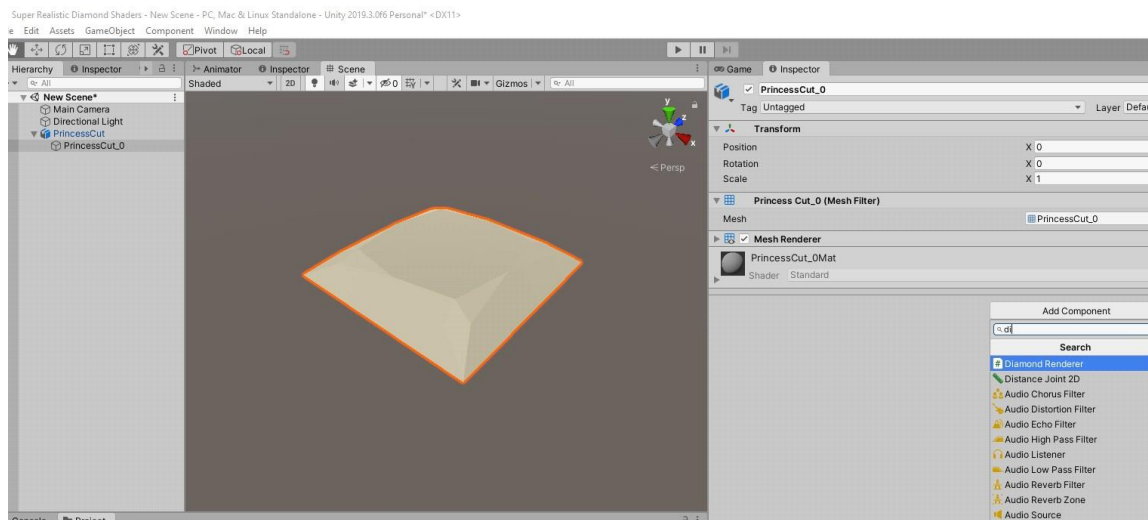 Super Realistic Diamond Shaders - New Scene - PC, Mac & Linux Standalone - Unity 2019.3.0f6 Personal* <DX11>
e Edit Assets GameObject Component Window Help
Pivot Local
Hierarchy Inspector Animator Inspector Scene Game Inspector
All Shaded 2D 0 Gizmos All
New Scene*
Main Camera
Directional Light
PrincessCut
PrincessCut_0
y
z
x
Persp
PrincessCut_0
Tag Untagged Layer Defau
Transform
Position X 0
Rotation X 0
Scale X 1
Princess Cut_0 (Mesh Filter)
Mesh PrincessCut_0
Mesh Renderer
PrincessCut_0Mat
Shader Standard
Add Component
di
Search
Diamond Renderer
Distance Joint 2D
Audio Chorus Filter
Audio Distortion Filter
Audio Echo Filter
Audio High Pass Filter
Audio Listener
Audio Low Pass Filter
Audio Reverb Filter
Audio Reverb Zone
Audio Source
Console Project